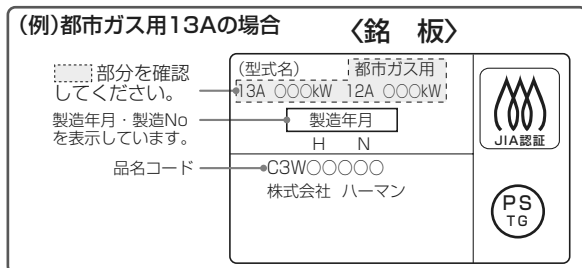 (例)都市ガス用13Aの場合
〈銘 板〉
部分を確認
してください。
製造年月・製造No
を表示しています。
品名コード
(型式名) 都市ガス用
13A ○○○kW 12A ○○○kW
製造年月
H N
C3W○○○○○
株式会社 ハーマン
JIA認証
PS
TG